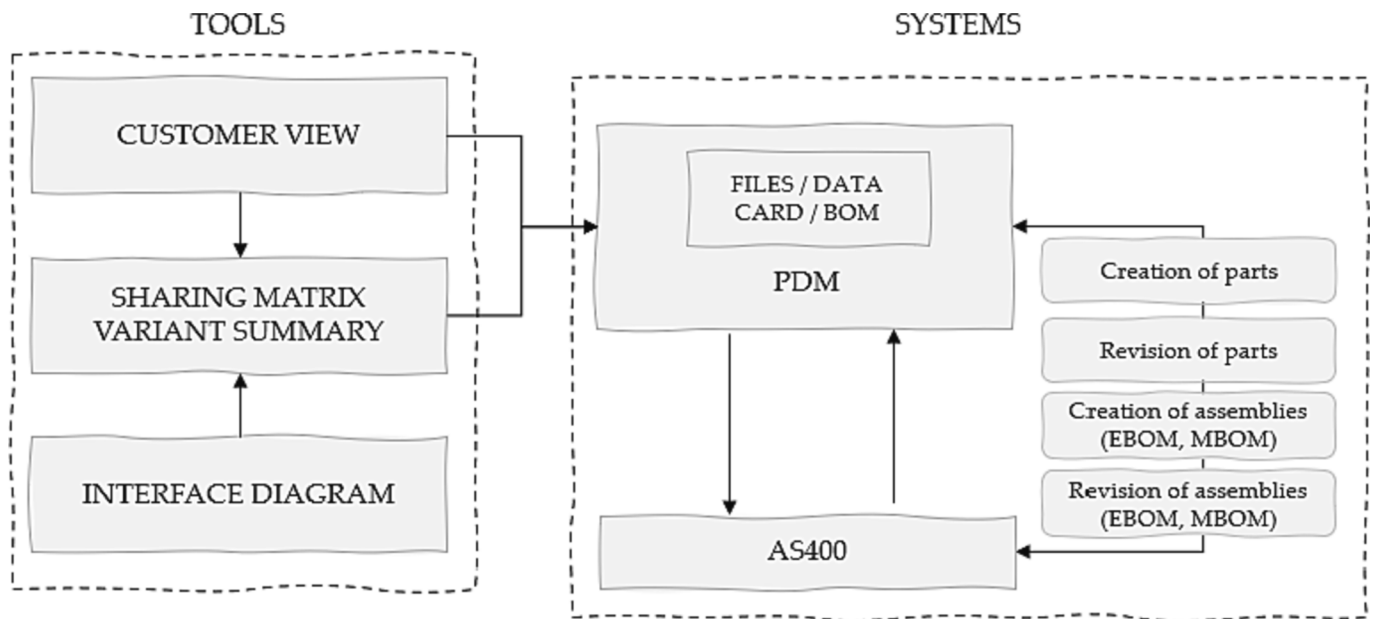 TOOLS
CUSTOMER VIEW
SHARING MATRIX
VARIANT SUMMARY
INTERFACE DIAGRAM
SYSTEMS
FILES / DATA
CARD / BOM
PDM
AS400
Creation of parts
Revision of parts
Creation of assemblies
(EBOM, MBOM)
Revision of assemblies
(EBOM, MBOM)